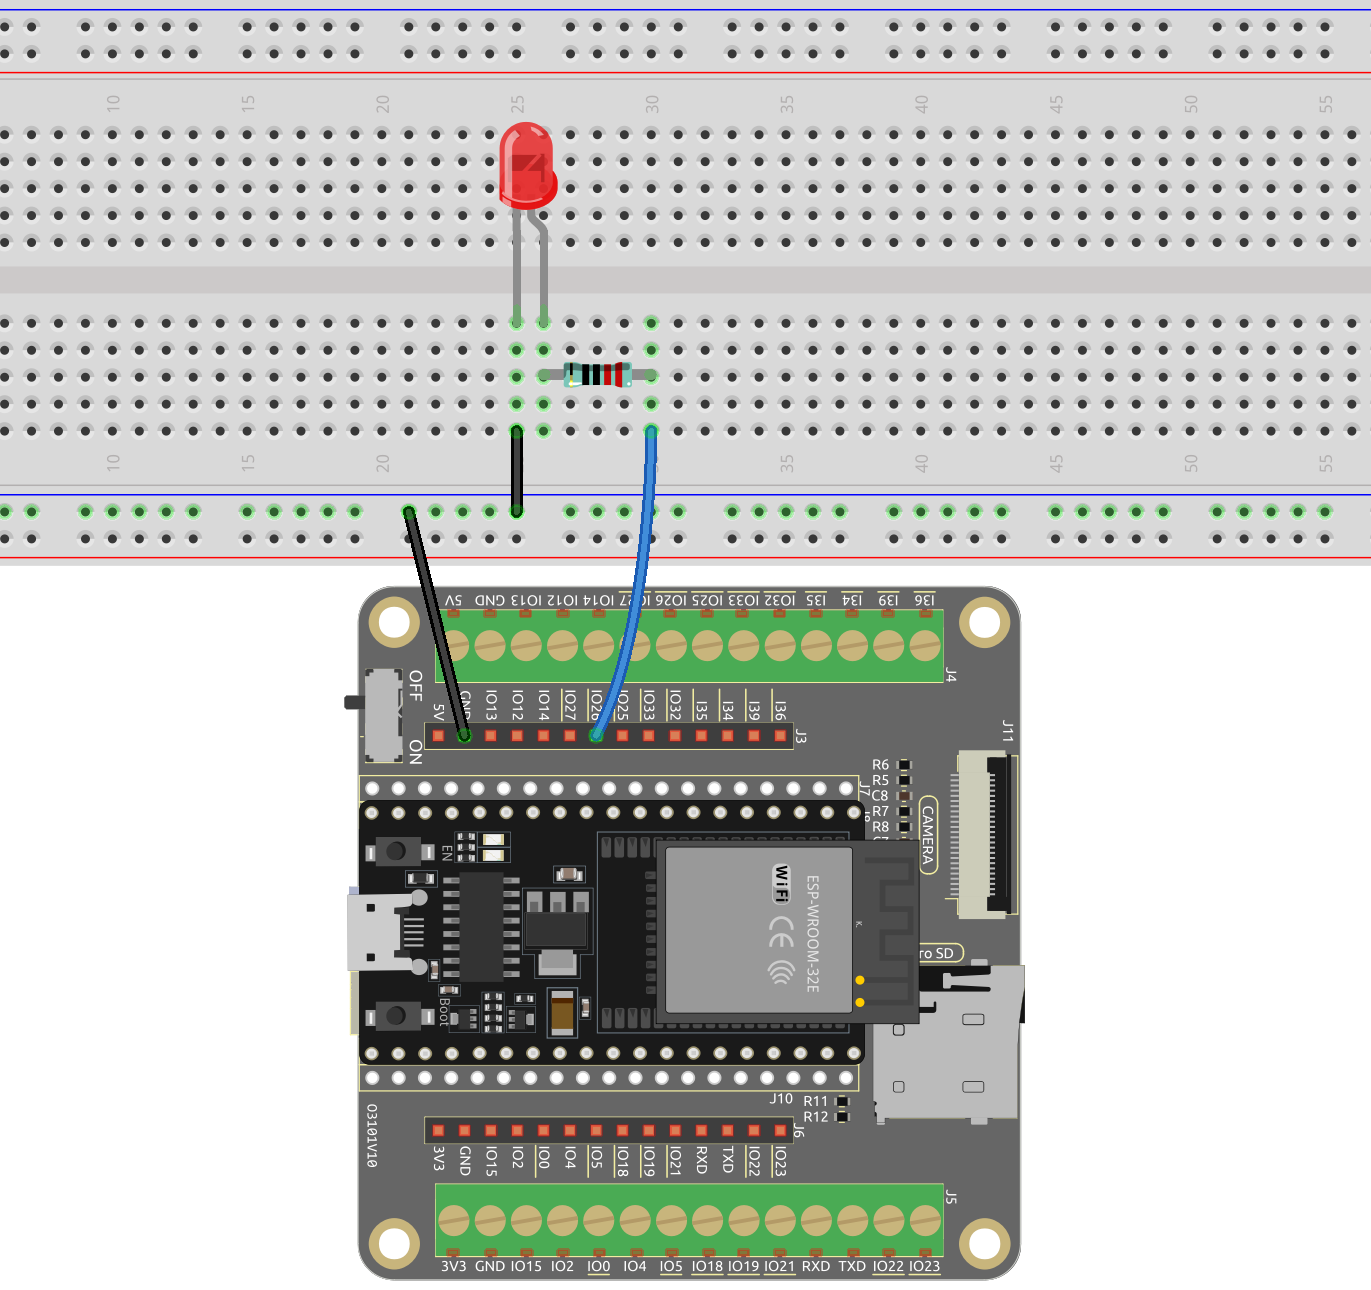 10 15 20 25 30 35 40 45 50 55
10 15 20 35 40 45 50 55
5V GND IO13 IO12 IO14 IO26 IO25 IO33 IO32 I35 I34 I39 I36
J4
OFF
ON
5V GND IO13 IO12 IO14 IO27 IO26 IO25 IO33 IO32 I35 I34 I39 I36
J3
J11
J7
R6
R5
C8
R7
R8
CAMERA
EN
WiFi
CE
ESP-WROOM-32E
K.
ro SD
Boot
J10
R11
R12
O3101V10
J6
3V3 GND IO15 IO2 IO0 IO4 IO5 IO18 IO19 IO21 RXD TXD IO22 IO23
J5
3V3 GND IO15 IO2 IO0 IO4 IO5 IO18 IO19 IO21 RXD TXD IO22 IO23